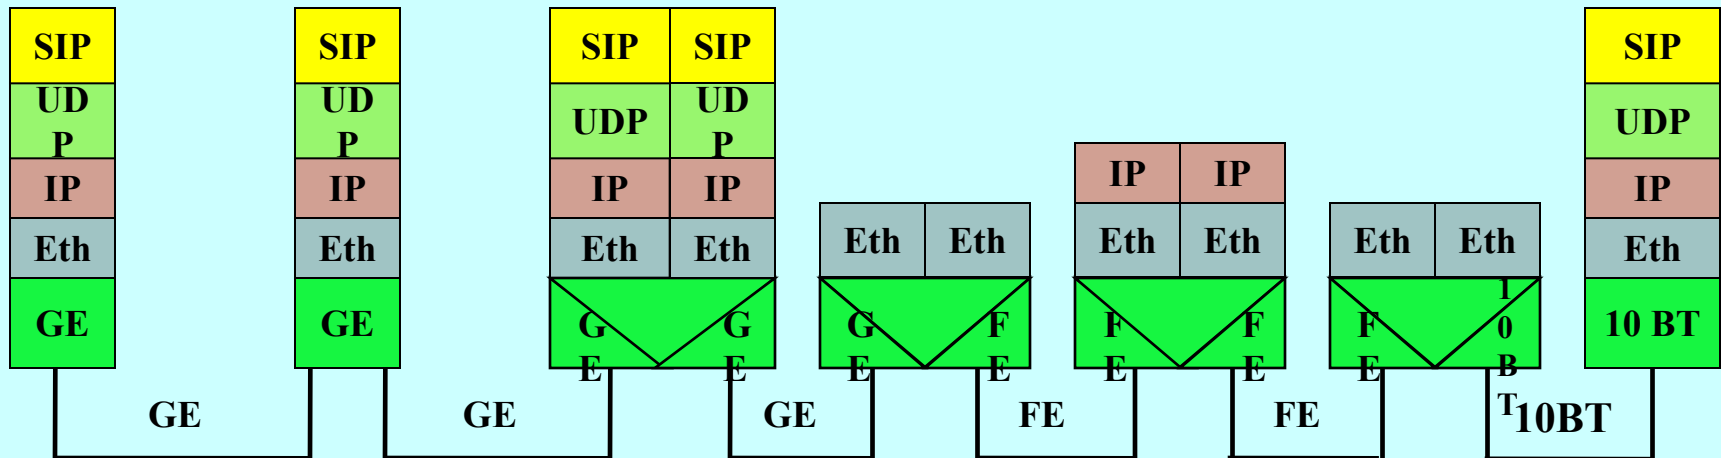 SIP SIP SIP SIP SIP
UD UD UDP UD UDP
P P P
IP IP IP IP IP IP IP
Eth Eth Eth Eth Eth Eth Eth Eth Eth Eth Eth
GE GE G G G F F F F 1 10 BT
E E E E E E E 0
B
T
GE GE GE FE FE 10BT